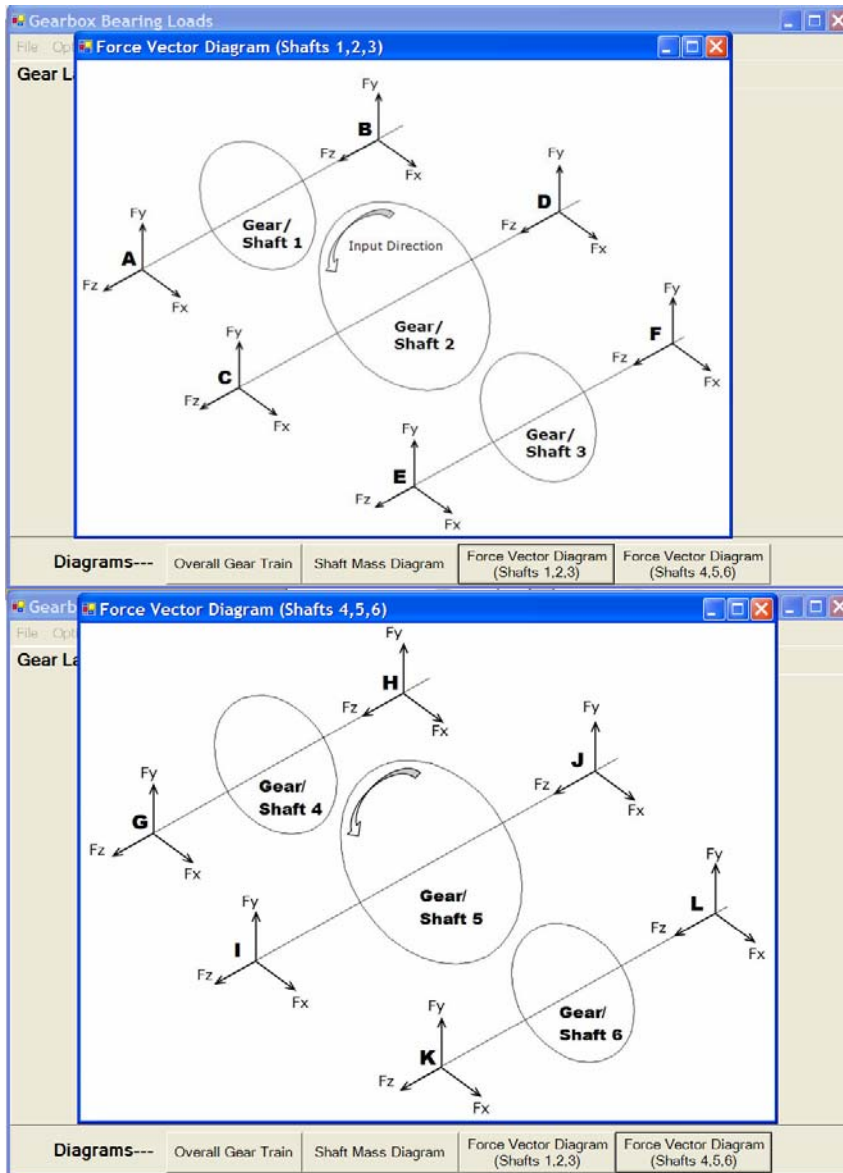 Gearbox Bearing Loads
Force Vector Diagram (Shafts 1,2,3)
File
Gear La
Fy
B
Fz
Fx
Gear/
Shaft 1
Fy
A
Fz
Fx
Fy
D
Fz
Fx
Input Direction
Gear/
Shaft 2
Fy
C
Fz
Fx
Fy
F
Fz
Fx
Gear/
Shaft 3
Fy
E
Fz
Fx
Diagrams---
Overall Gear Train
Shaft Mass Diagram
Force Vector Diagram
(Shafts 1,2,3)
Force Vector Diagram
(Shafts 4,5,6)
Gearb
Force Vector Diagram (Shafts 4,5,6)
File
Gear La
Fy
H
Fz
Fx
Gear/
Shaft 4
Fy
G
Fz
Fx
Fy
J
Fz
Fx
Gear/
Shaft 5
Fy
I
Fz
Fx
Fy
L
Fz
Fx
Gear/
Shaft 6
Fy
K
Fz
Fx
Diagrams---
Overall Gear Train
Shaft Mass Diagram
Force Vector Diagram
(Shafts 1,2,3)
Force Vector Diagram
(Shafts 4,5,6)